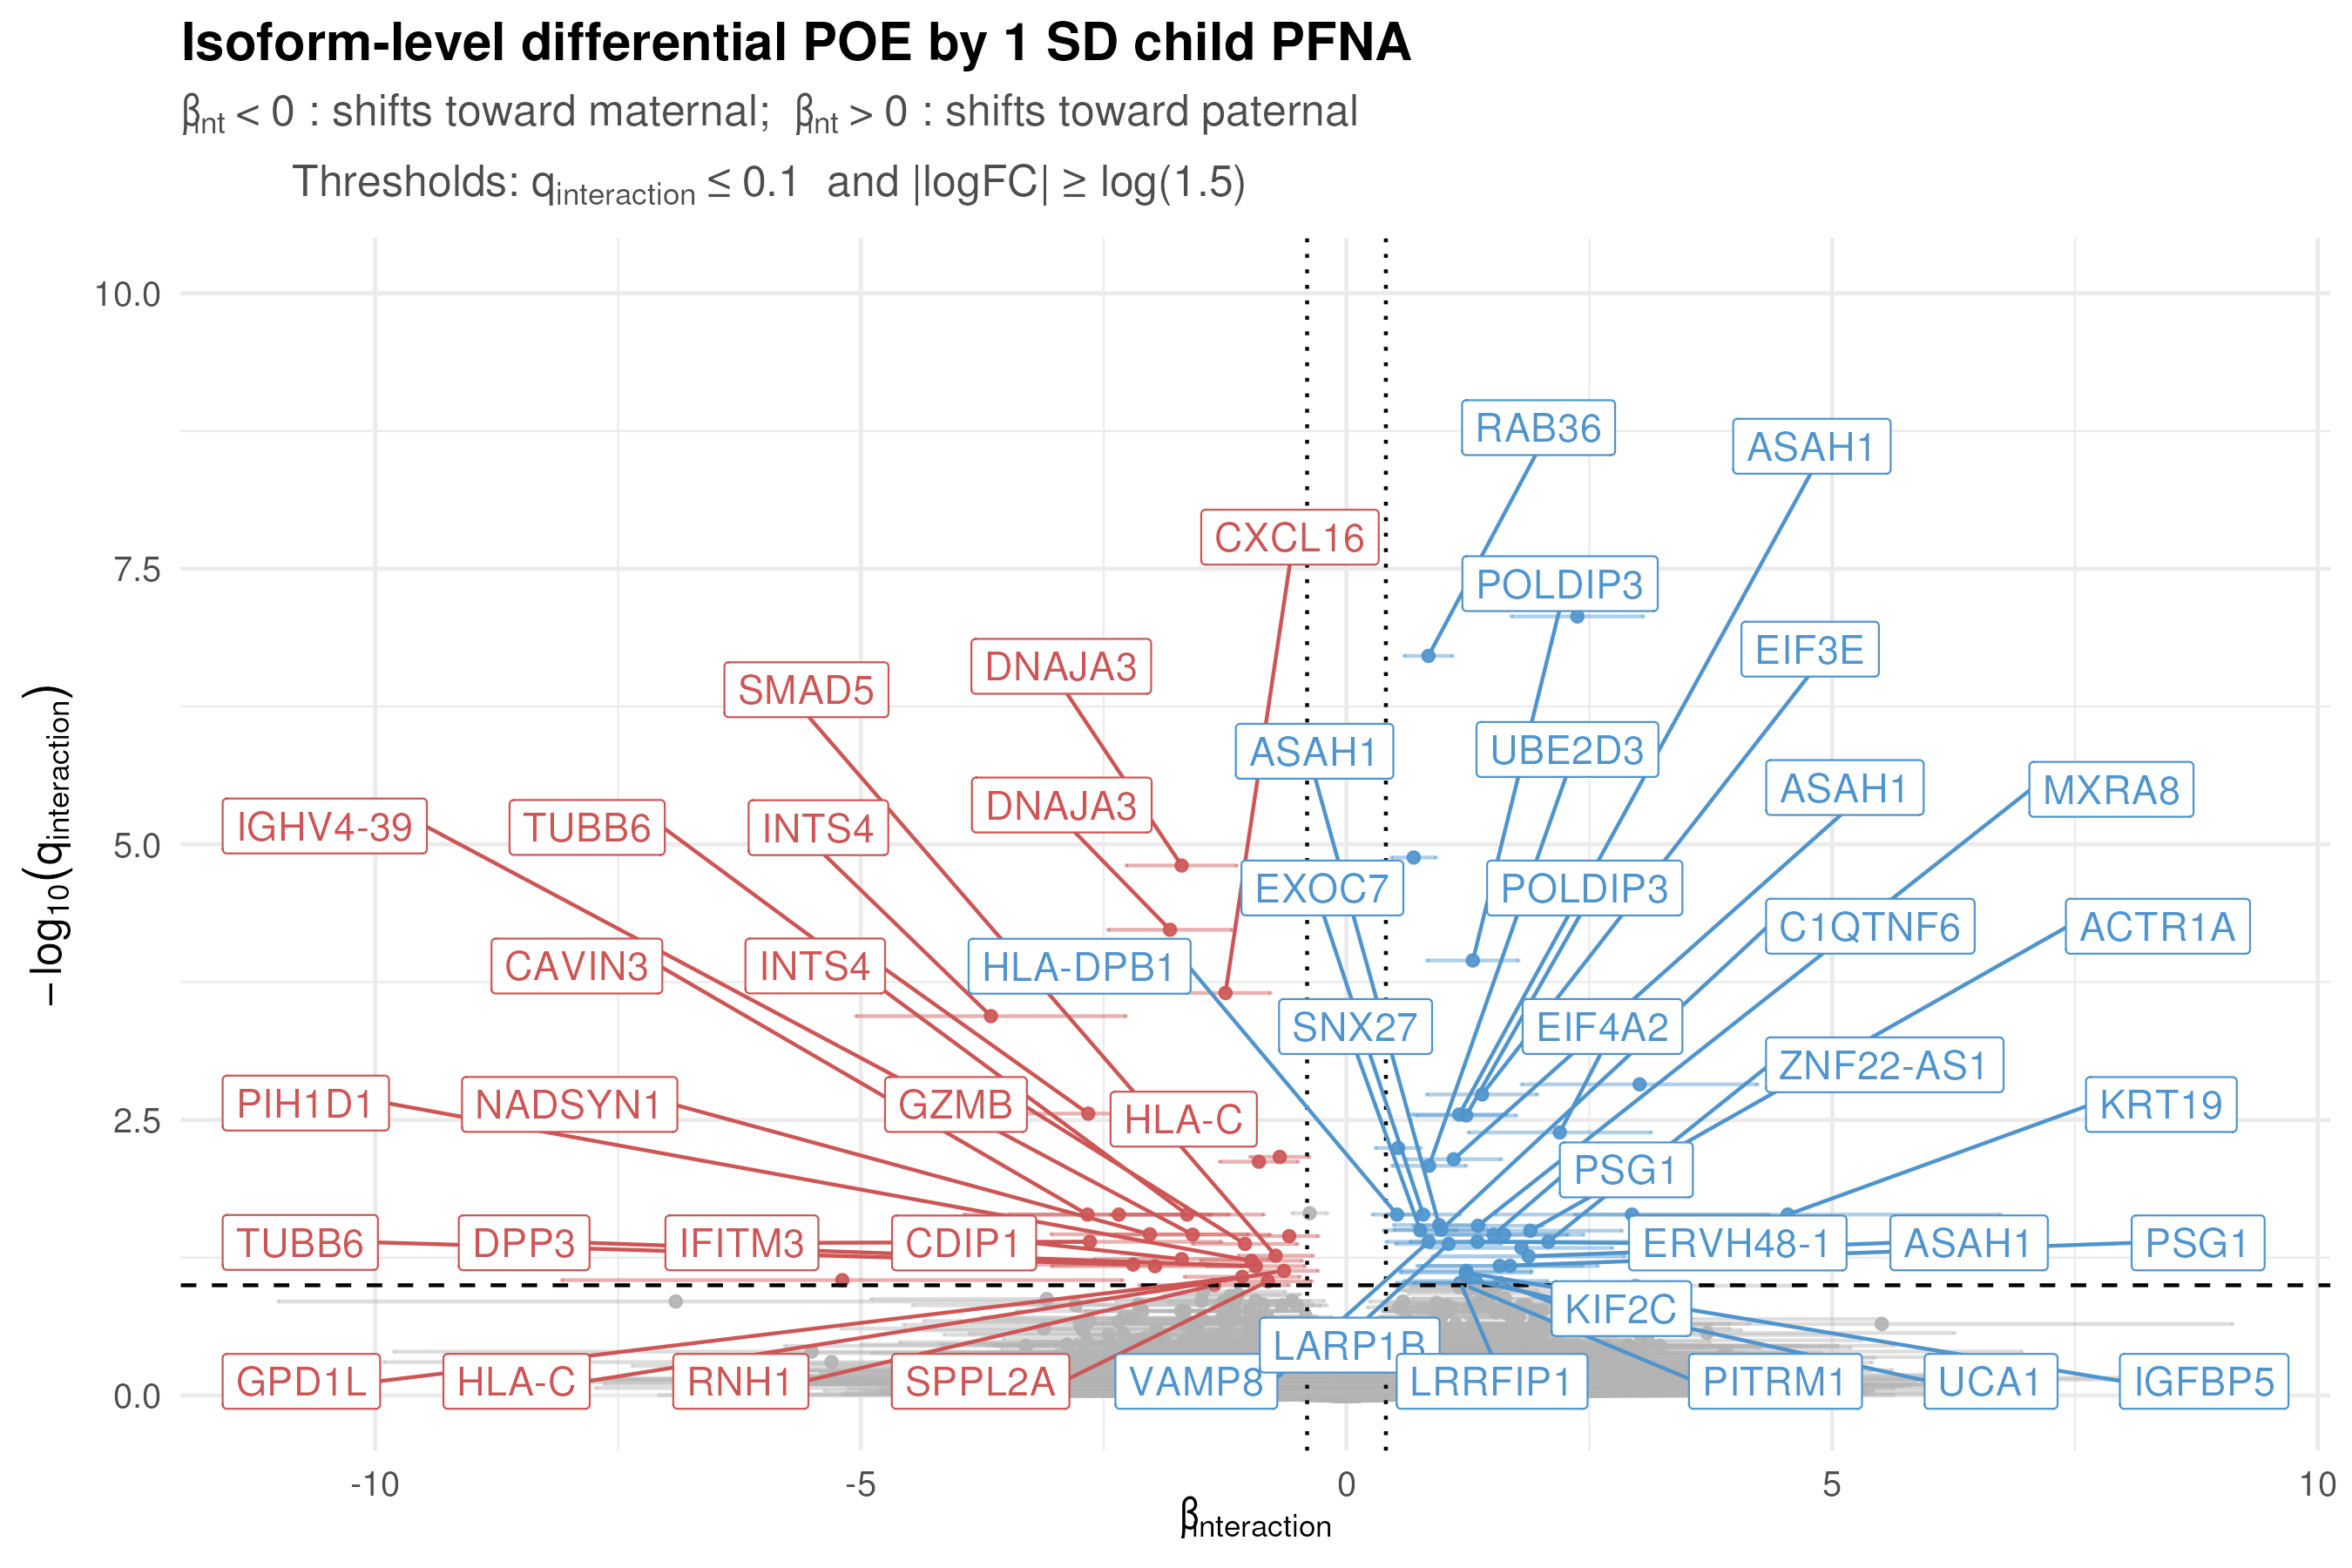 Isoform-level differential POE by 1 SD child PFNA
βint < 0 : shifts toward maternal; βint > 0 : shifts toward paternal
Thresholds: qinteraction ≤ 0.1 and |logFC| ≥ log(1.5)
10.0
7.5
5.0
2.5
0.0
−log10(qinteraction)
RAB36
ASAH1
CXCL16
POLDIP3
EIF3E
DNAJA3
SMAD5
ASAH1
UBE2D3
ASAH1
MXRA8
DNAJA3
IGHV4-39
TUBB6
INTS4
EXOC7
POLDIP3
C1QTNF6
ACTR1A
CAVIN3
INTS4
HLA-DPB1
SNX27
EIF4A2
ZNF22-AS1
PIH1D1
NADSYN1
GZMB
HLA-C
KRT19
PSG1
TUBB6
DPP3
IFITM3
CDIP1
ERVH48-1
ASAH1
PSG1
KIF2C
LARP1B
GPD1L
HLA-C
RNH1
SPPL2A
VAMP8
LRRFIP1
PITRM1
UCA1
IGFBP5
-10
-5
0
5
10
βinteraction